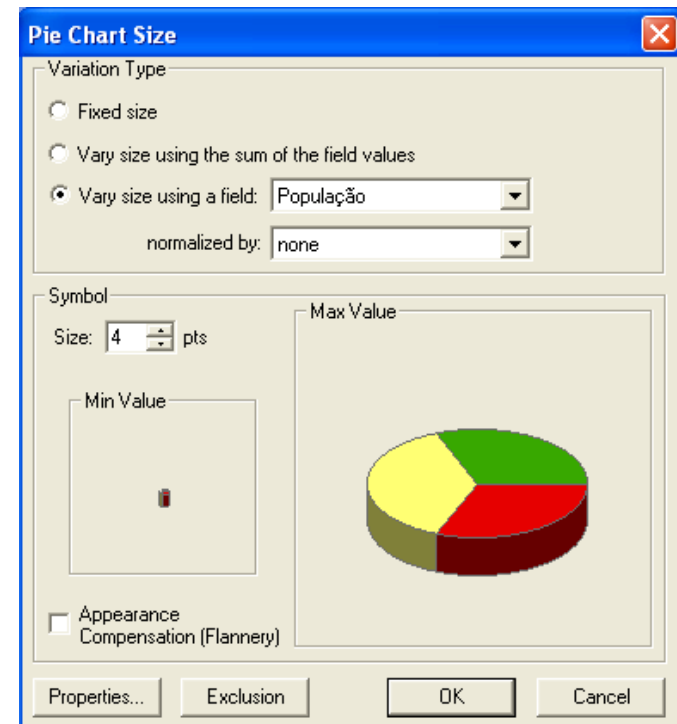 Pie Chart Size
Variation Type
Fixed size
Vary size using the sum of the field values
Vary size using a field: População
normalized by: none
Symbol
Size: 4 pts
Max Value
Min Value
Appearance
Compensation (Flannery)
Properties... Exclusion OK Cancel